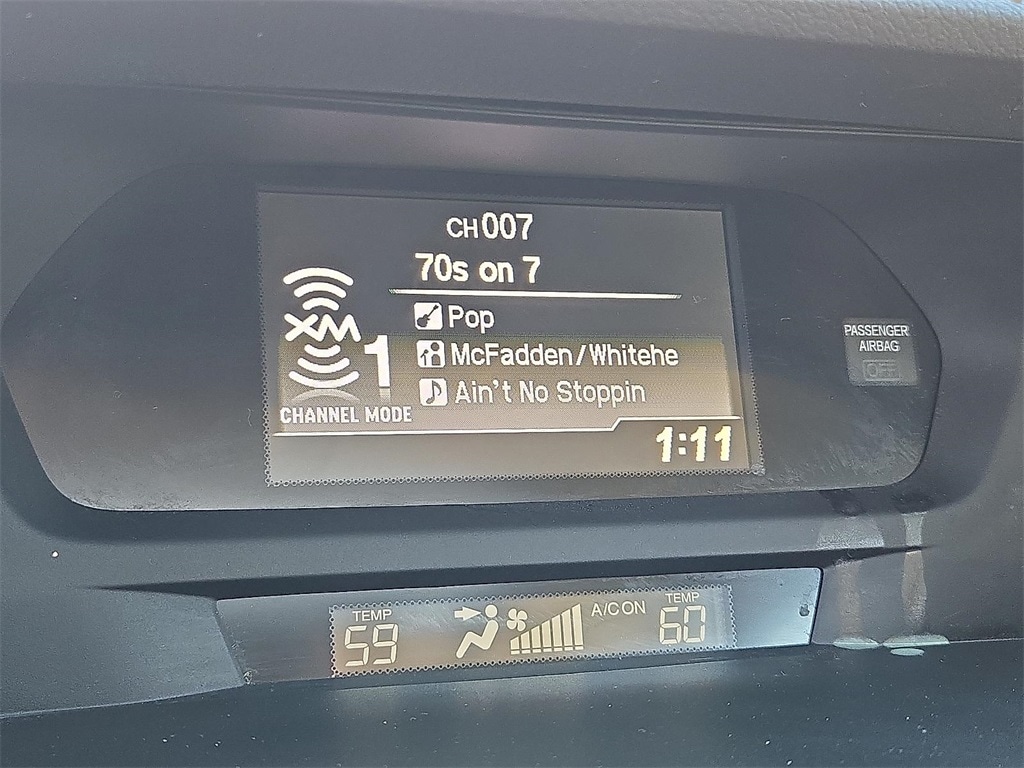 CH007
70s on 7
XM
1
Pop
McFadden/Whitehe
Ain't No Stoppin
CHANNEL MODE
1:11
PASSENGER
AIRBAG
OFF
TEMP
59
A/C ON
TEMP
60